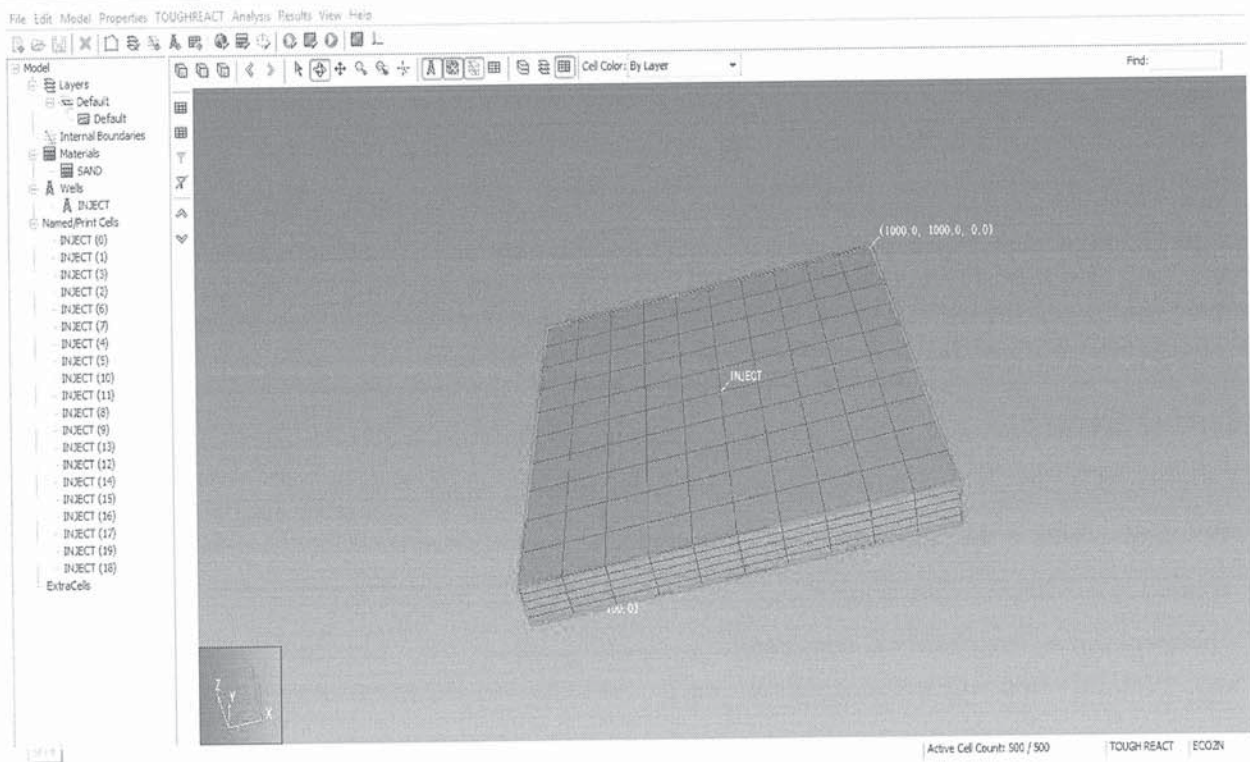 File Edit Model Properties TOUGHREACT Analysis Results View Help
Cell Color: By Layer
Find:
Model
Layers
Default
Default
Internal Boundaries
Materials
SAND
Wells
INJECT
Named/Print Cells
INJECT (0)
INJECT (1)
INJECT (3)
INJECT (2)
INJECT (6)
INJECT (7)
INJECT (4)
INJECT (5)
INJECT (10)
INJECT (11)
INJECT (8)
INJECT (9)
INJECT (13)
INJECT (12)
INJECT (14)
INJECT (15)
INJECT (16)
INJECT (17)
INJECT (19)
INJECT (18)
ExtraCells
(1000.0, 1000.0, 0.0)
INJECT
Z
Y
X
Active Cell Count: 500 / 500
TOUGH REACT
ECO2N